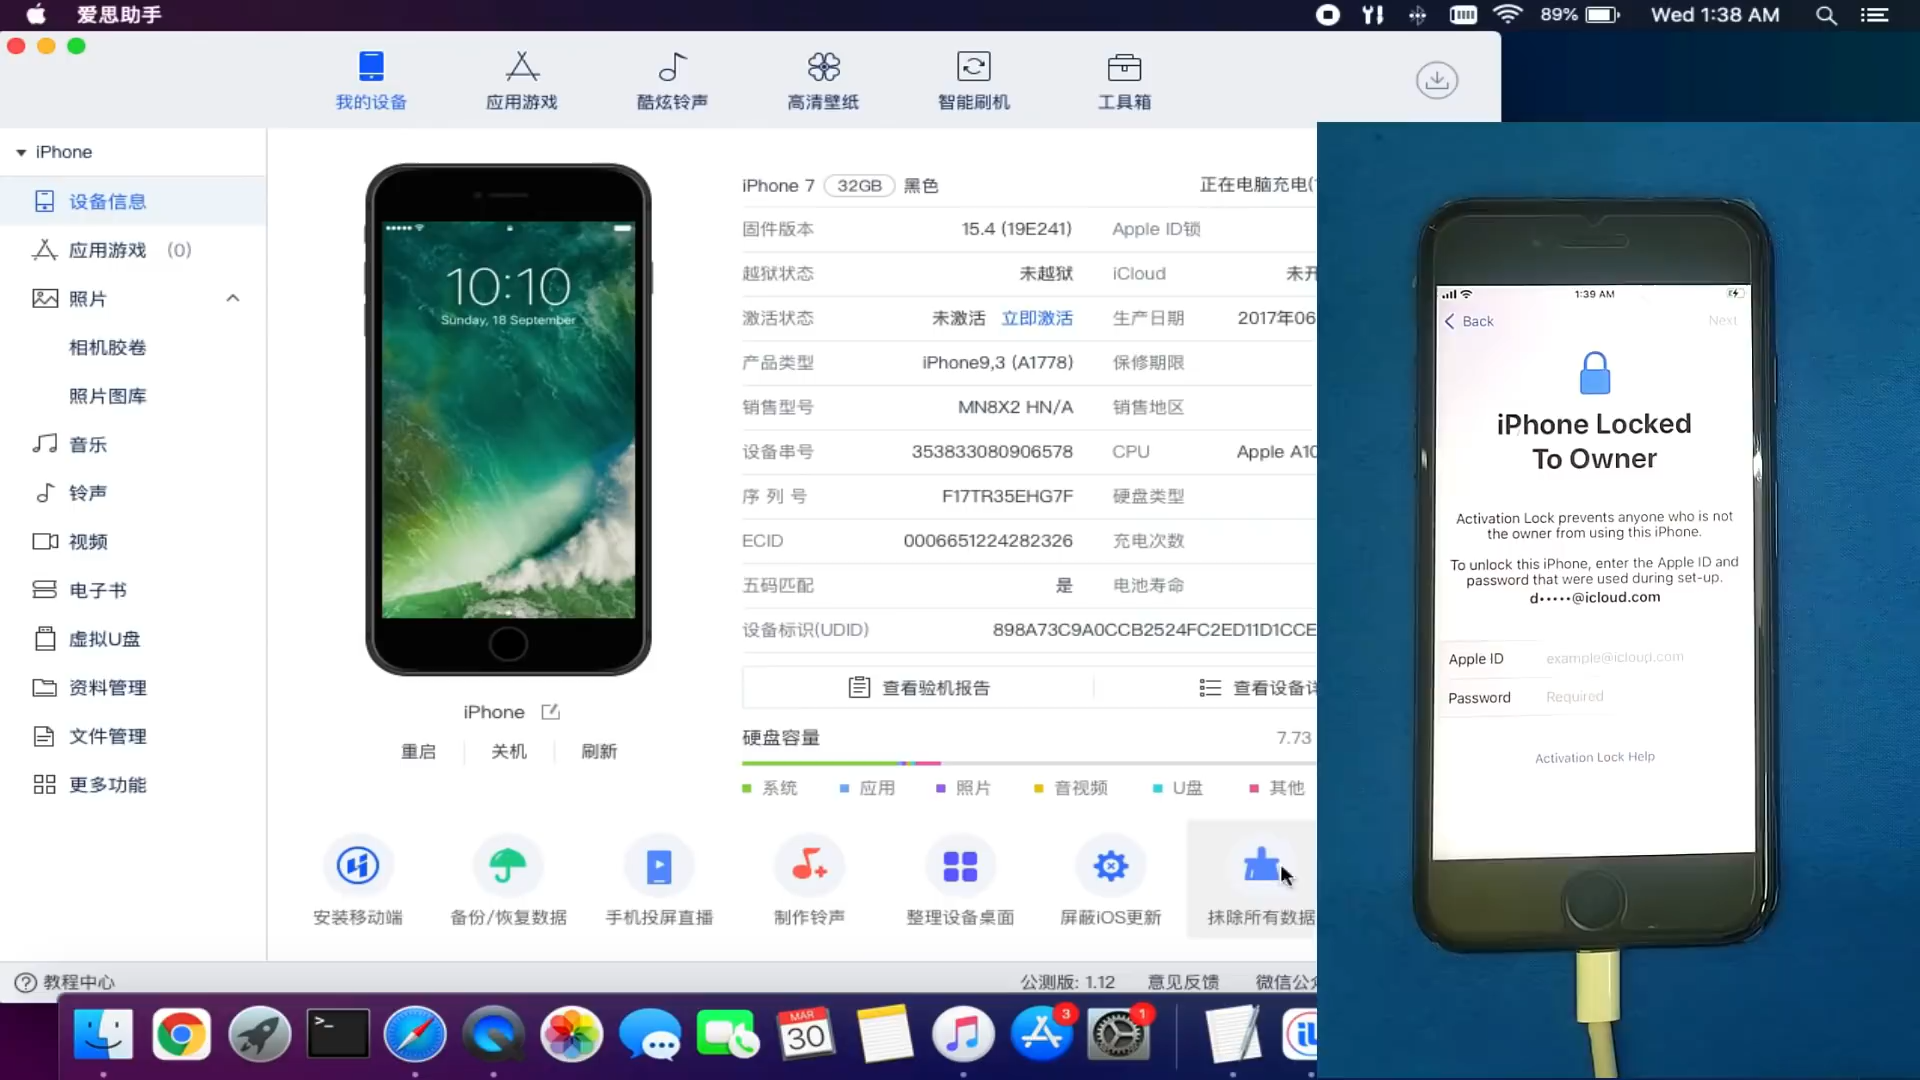 爱思助手
89%
Wed 1:38 AM
我的设备
应用游戏
酷炫铃声
高清壁纸
智能刷机
工具箱
iPhone
设备信息
应用游戏 (0)
照片
相机胶卷
照片图库
音乐
铃声
视频
电子书
虚拟U盘
资料管理
文件管理
更多功能
教程中心
10:10
Sunday, 18 September
iPhone
重启
关机
刷新
iPhone 7 32GB 黑色
正在电脑充电(
固件版本 15.4 (19E241) Apple ID锁
越狱状态 未越狱 iCloud 未开
激活状态 未激活 立即激活 生产日期 2017年06
产品类型 iPhone9,3 (A1778) 保修期限
销售型号 MN8X2 HN/A 销售地区
设备串号 353833080906578 CPU Apple A10
序列号 F17TR35EHG7F 硬盘类型
ECID 0006651224282326 充电次数
五码匹配 是 电池寿命
设备标识(UDID) 898A73C9A0CCB2524FC2ED11D1CCE
查看验机报告
查看设备详
硬盘容量 7.73
系统 应用 照片 音视频 U盘 其他
安装移动端
备份/恢复数据
手机投屏直播
制作铃声
整理设备桌面
屏蔽iOS更新
抹除所有数据
公测版: 1.12
意见反馈
微信公众
MAR
30
3
1
1:39 AM
Back
Next
iPhone Locked
To Owner
Activation Lock prevents anyone who is not
the owner from using this iPhone.
To unlock this iPhone, enter the Apple ID and
password that were used during set-up.
d•••••@icloud.com
Apple ID example@icloud.com
Password Required
Activation Lock Help